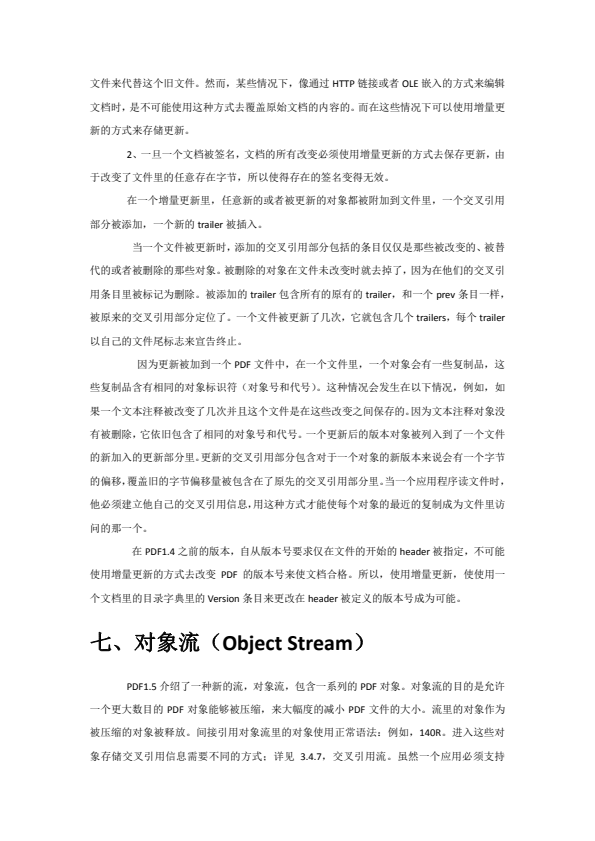 文件来代替这个旧文件。然而，某些情况下，像通过 HTTP 链接或者 OLE 嵌入的方式来编辑
文档时，是不可能使用这种方式去覆盖原始文档的内容的。而在这些情况下可以使用增量更
新的方式来存储更新。
2、一旦一个文档被签名，文档的所有改变必须使用增量更新的方式去保存更新，由
于改变了文件里的任意存在字节，所以使得存在的签名变得无效。
在一个增量更新里，任意新的或者被更新的对象都被附加到文件里，一个交叉引用
部分被添加，一个新的 trailer 被插入。
当一个文件被更新时，添加的交叉引用部分包括的条目仅仅是那些被改变的、被替
代的或者被删除的那些对象。被删除的对象在文件未改变时就去掉了，因为在他们的交叉引
用条目里被标记为删除。被添加的 trailer 包含所有的原有的 trailer，和一个 prev 条目一样，
被原来的交叉引用部分定位了。一个文件被更新了几次，它就包含几个 trailers，每个 trailer
以自己的文件尾标志来宣告终止。
因为更新被加到一个 PDF 文件中，在一个文件里，一个对象会有一些复制品，这
些复制品含有相同的对象标识符（对象号和代号）。这种情况会发生在以下情况，例如，如
果一个文本注释被改变了几次并且这个文件是在这些改变之间保存的。因为文本注释对象没
有被删除，它依旧包含了相同的对象号和代号。一个更新后的版本对象被列入到了一个文件
的新加入的更新部分里。更新的交叉引用部分包含对于一个对象的新版本来说会有一个字节
的偏移，覆盖旧的字节偏移量被包含在了原先的交叉引用部分里。当一个应用程序读文件时，
他必须建立他自己的交叉引用信息，用这种方式才能使每个对象的最近的复制成为文件里访
问的那一个。
在 PDF1.4 之前的版本，自从版本号要求仅在文件的开始的 header 被指定，不可能
使用增量更新的方式去改变 PDF 的版本号来使文档合格。所以，使用增量更新，使使用一
个文档里的目录字典里的 Version 条目来更改在 header 被定义的版本号成为可能。
七、对象流（Object Stream）
PDF1.5 介绍了一种新的流，对象流，包含一系列的 PDF 对象。对象流的目的是允许
一个更大数目的 PDF 对象能够被压缩，来大幅度的减小 PDF 文件的大小。流里的对象作为
被压缩的对象被释放。间接引用对象流里的对象使用正常语法：例如，140R。进入这些对
象存储交叉引用信息需要不同的方式；详见 3.4.7，交叉引用流。虽然一个应用必须支持